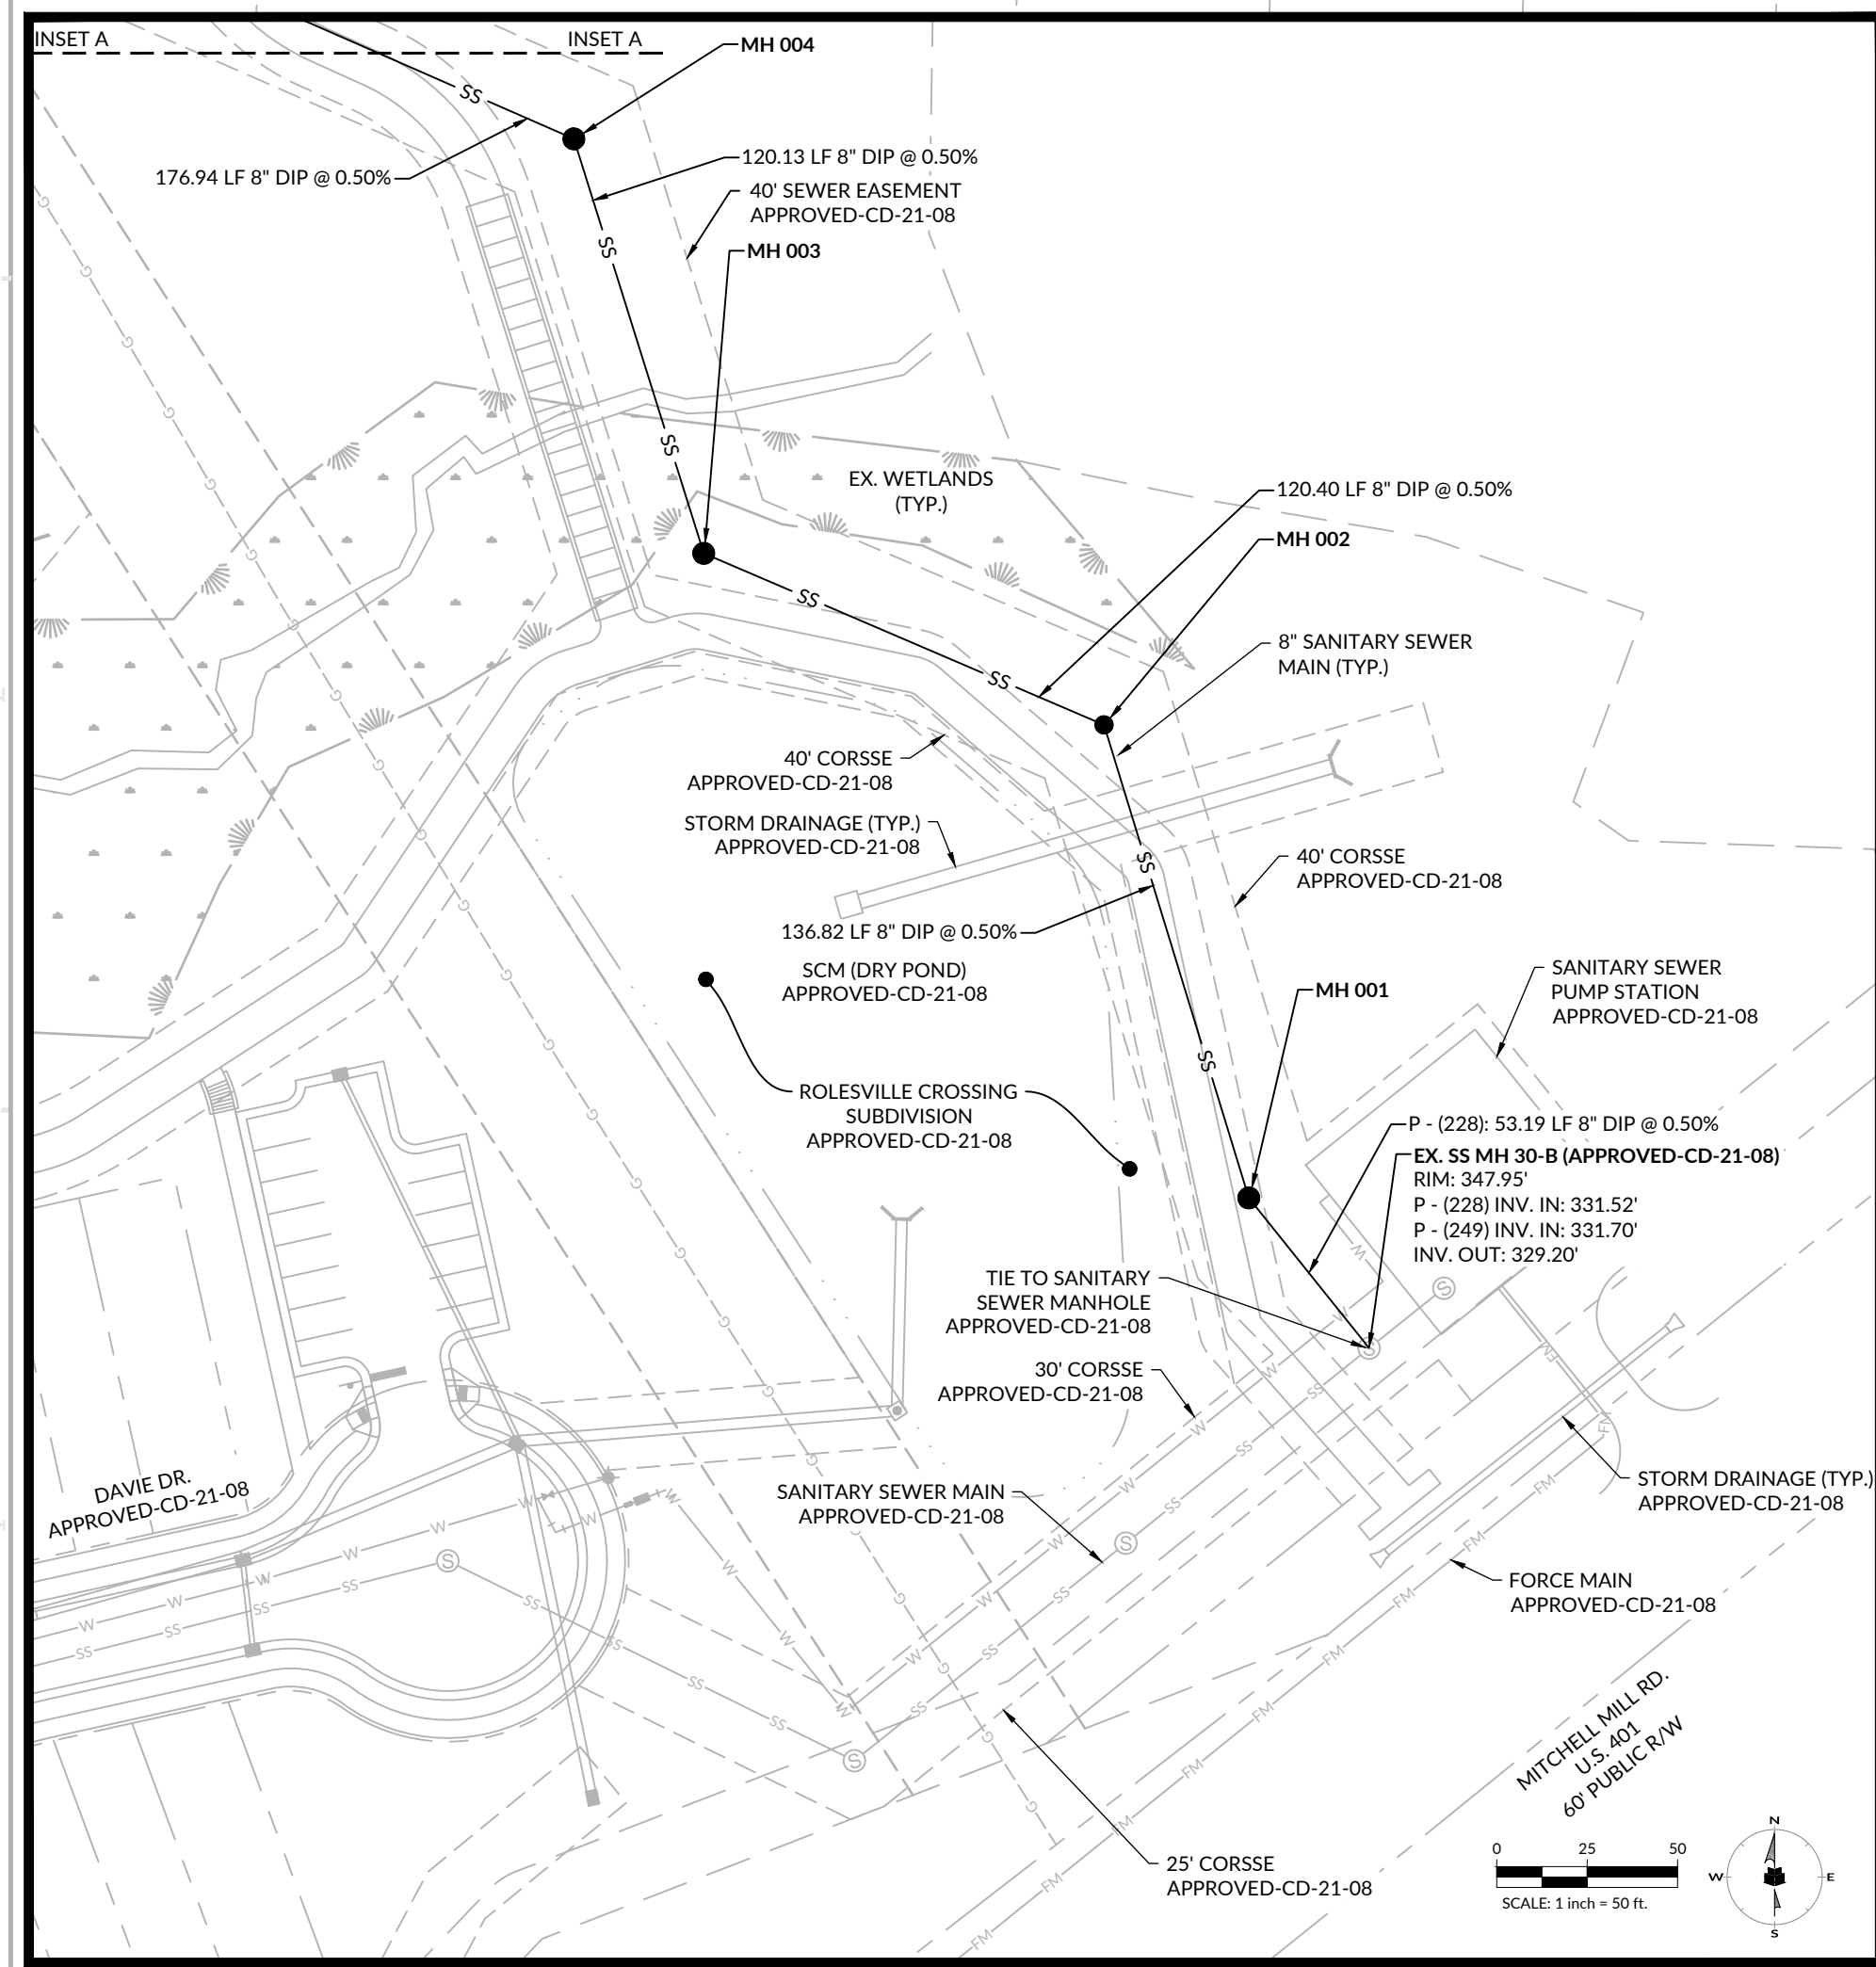 INSET A
INSET A
MH 004
SS
176.94 LF 8" DIP @ 0.50%
120.13 LF 8" DIP @ 0.50%
40' SEWER EASEMENT
APPROVED-CD-21-08
MH 003
SS
SS
EX. WETLANDS
(TYP.)
120.40 LF 8" DIP @ 0.50%
MH 002
SS
SS
8" SANITARY SEWER
MAIN (TYP.)
40' CORSSE
APPROVED-CD-21-08
STORM DRAINAGE (TYP.)
APPROVED-CD-21-08
SS
40' CORSSE
APPROVED-CD-21-08
136.82 LF 8" DIP @ 0.50%
SCM (DRY POND)
APPROVED-CD-21-08
MH 001
SS
SANITARY SEWER
PUMP STATION
APPROVED-CD-21-08
ROLESVILLE CROSSING
SUBDIVISION
APPROVED-CD-21-08
P - (228): 53.19 LF 8" DIP @ 0.50%
EX. SS MH 30-B (APPROVED-CD-21-08)
RIM: 347.95'
P - (228) INV. IN: 331.52'
P - (249) INV. IN: 331.70'
INV. OUT: 329.20'
TIE TO SANITARY
SEWER MANHOLE
APPROVED-CD-21-08
30' CORSSE
APPROVED-CD-21-08
DAVIE DR.
APPROVED-CD-21-08
SANITARY SEWER MAIN
APPROVED-CD-21-08
STORM DRAINAGE (TYP.)
APPROVED-CD-21-08
FORCE MAIN
APPROVED-CD-21-08
MITCHELL MILL RD.
U.S. 401
60' PUBLIC R/W
25' CORSSE
APPROVED-CD-21-08
0 25 50
SCALE: 1 inch = 50 ft.
N
W E
S